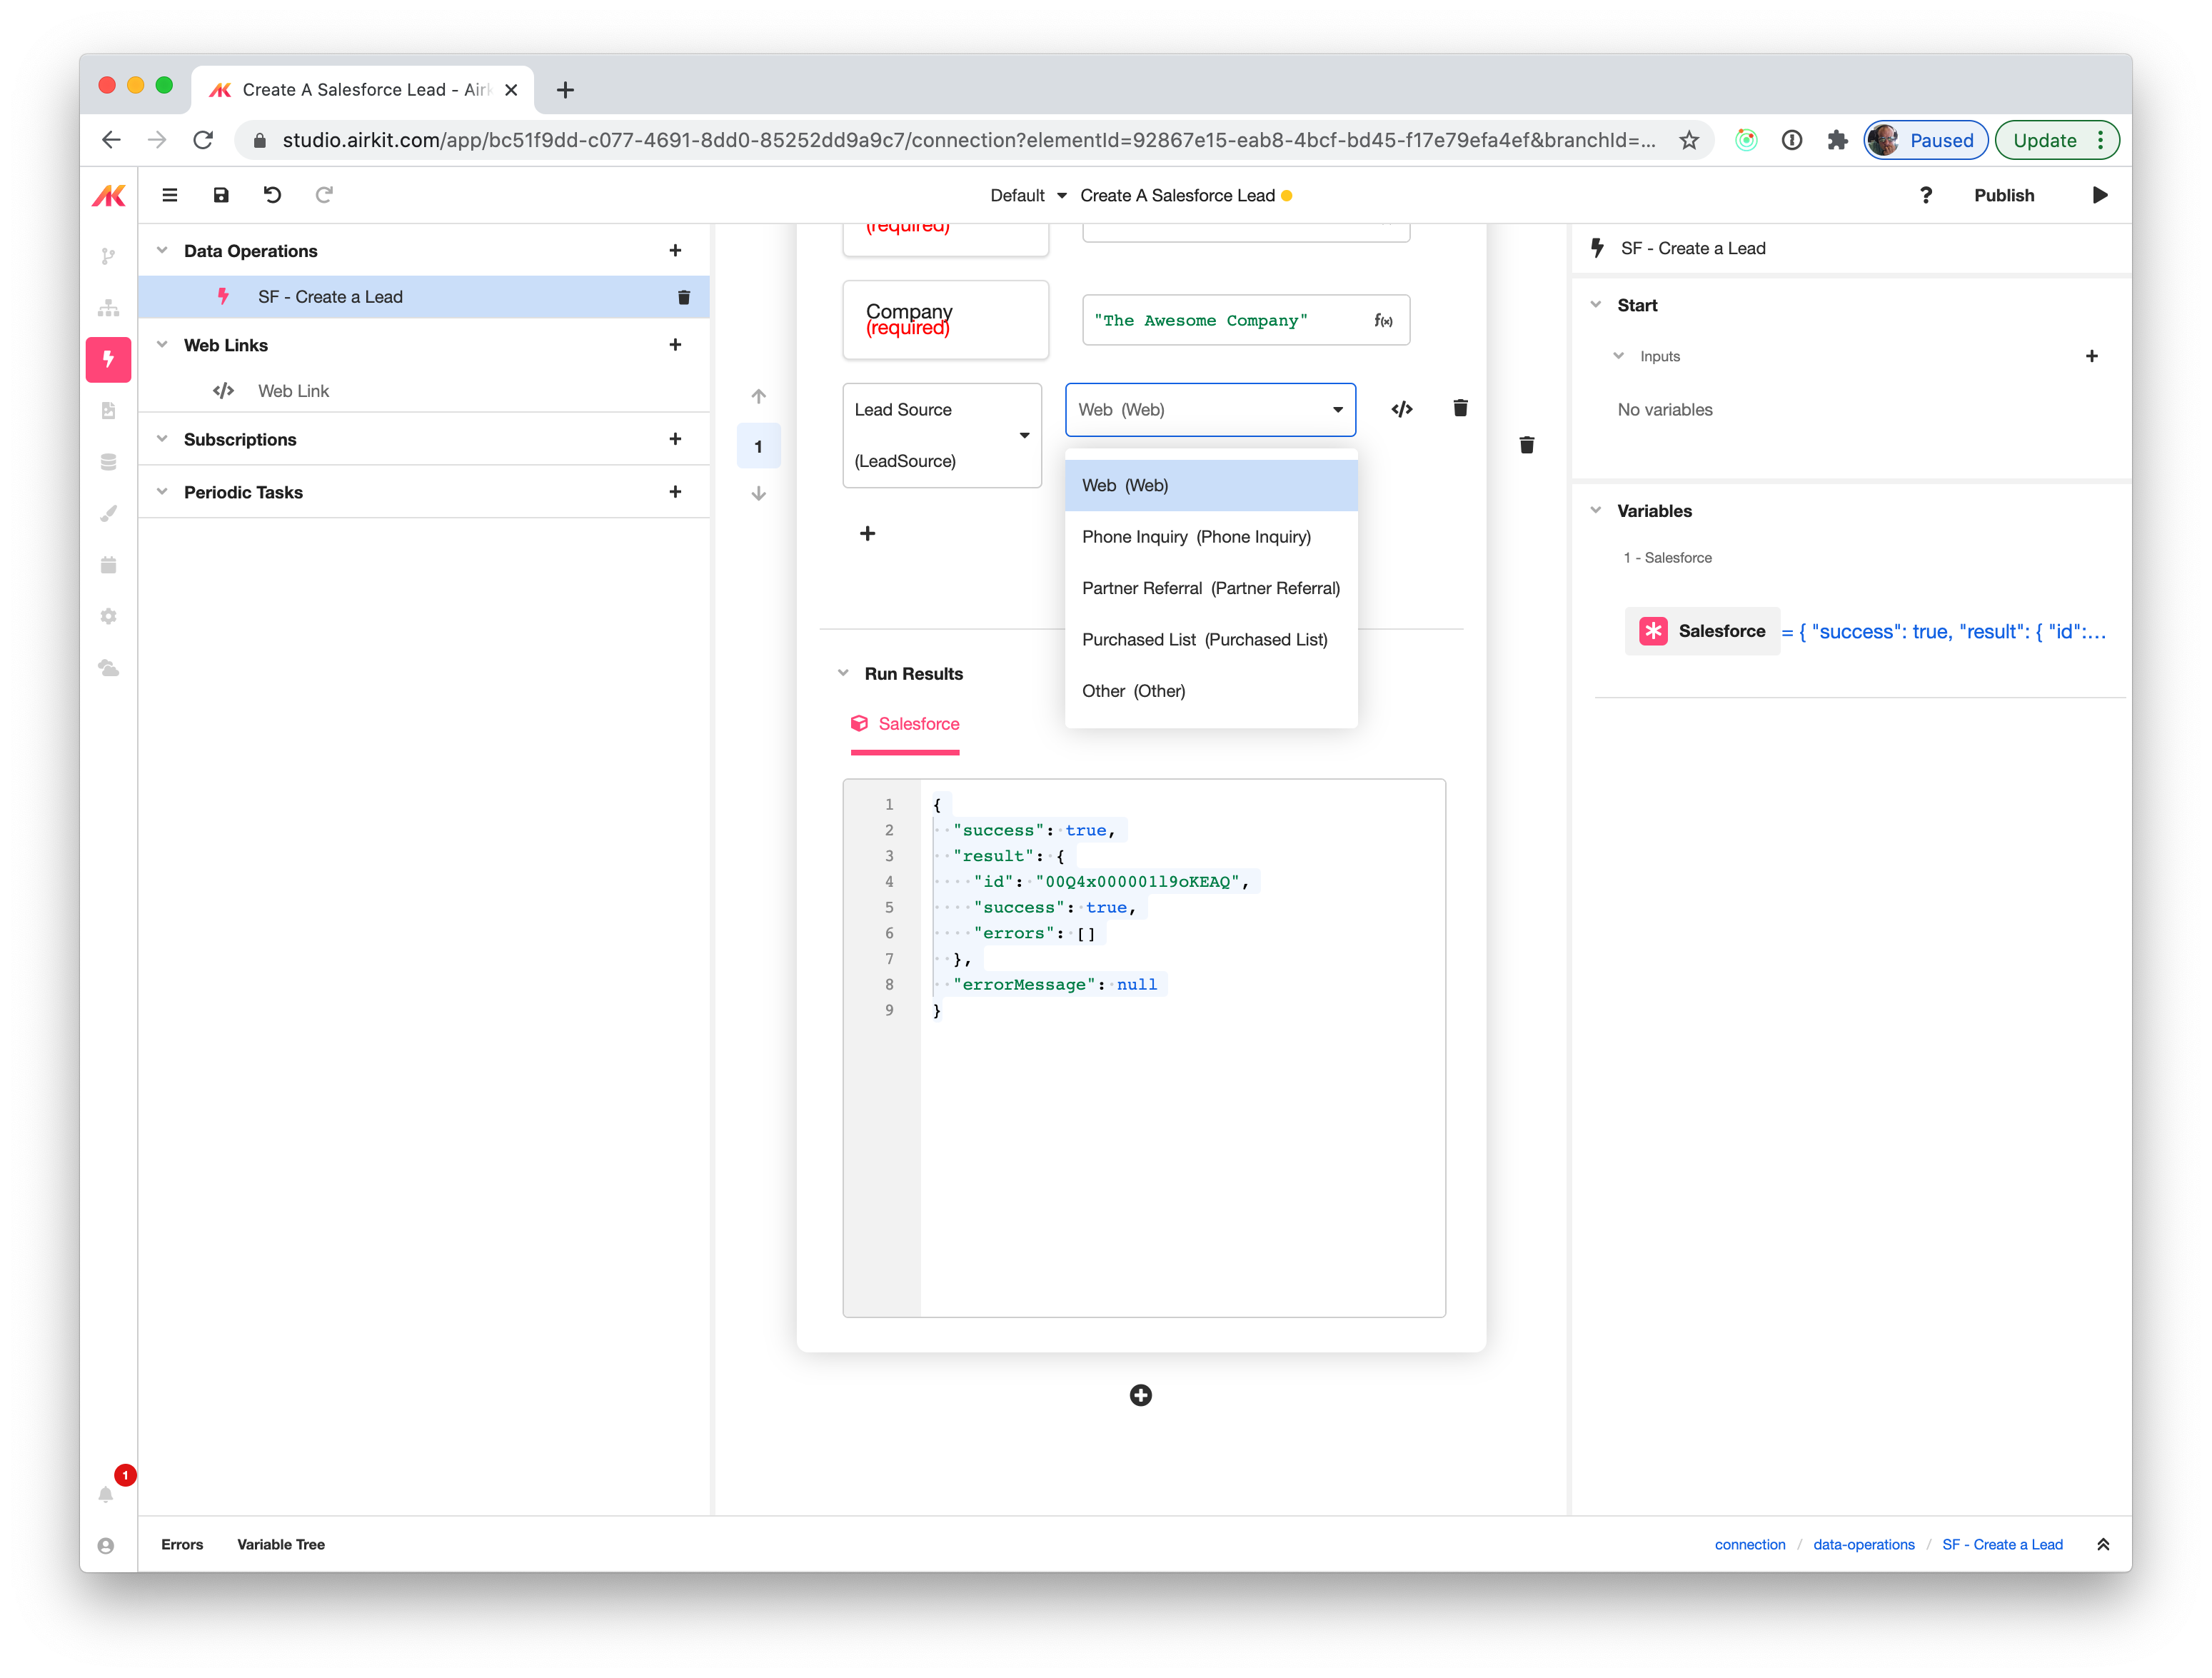 Create A Salesforce Lead - Airk
studio.airkit.com/app/bc51f9dd-c077-4691-8dd0-85252dd9a9c7/connection?elementId=92867e15-eab8-4bcf-bd45-f17e79efa4ef&branchId=...
Paused
Update
Default
Create A Salesforce Lead
?
Publish
Data Operations
SF - Create a Lead
Web Links
Web Link
Subscriptions
Periodic Tasks
1
(required)
Company
(required)
"The Awesome Company"
f(x)
Lead Source
(LeadSource)
Web (Web)
Web (Web)
Phone Inquiry (Phone Inquiry)
Partner Referral (Partner Referral)
Purchased List (Purchased List)
Other (Other)
Run Results
Salesforce
1 {
2 "success": true,
3 "result": {
4 "id": "00Q4x000001l9oKEAQ",
5 "success": true,
6 "errors": []
7 },
8 "errorMessage": null
9 }
SF - Create a Lead
Start
Inputs
No variables
Variables
1 - Salesforce
Salesforce = { "success": true, "result": { "id":...
1
Errors
Variable Tree
connection / data-operations / SF - Create a Lead